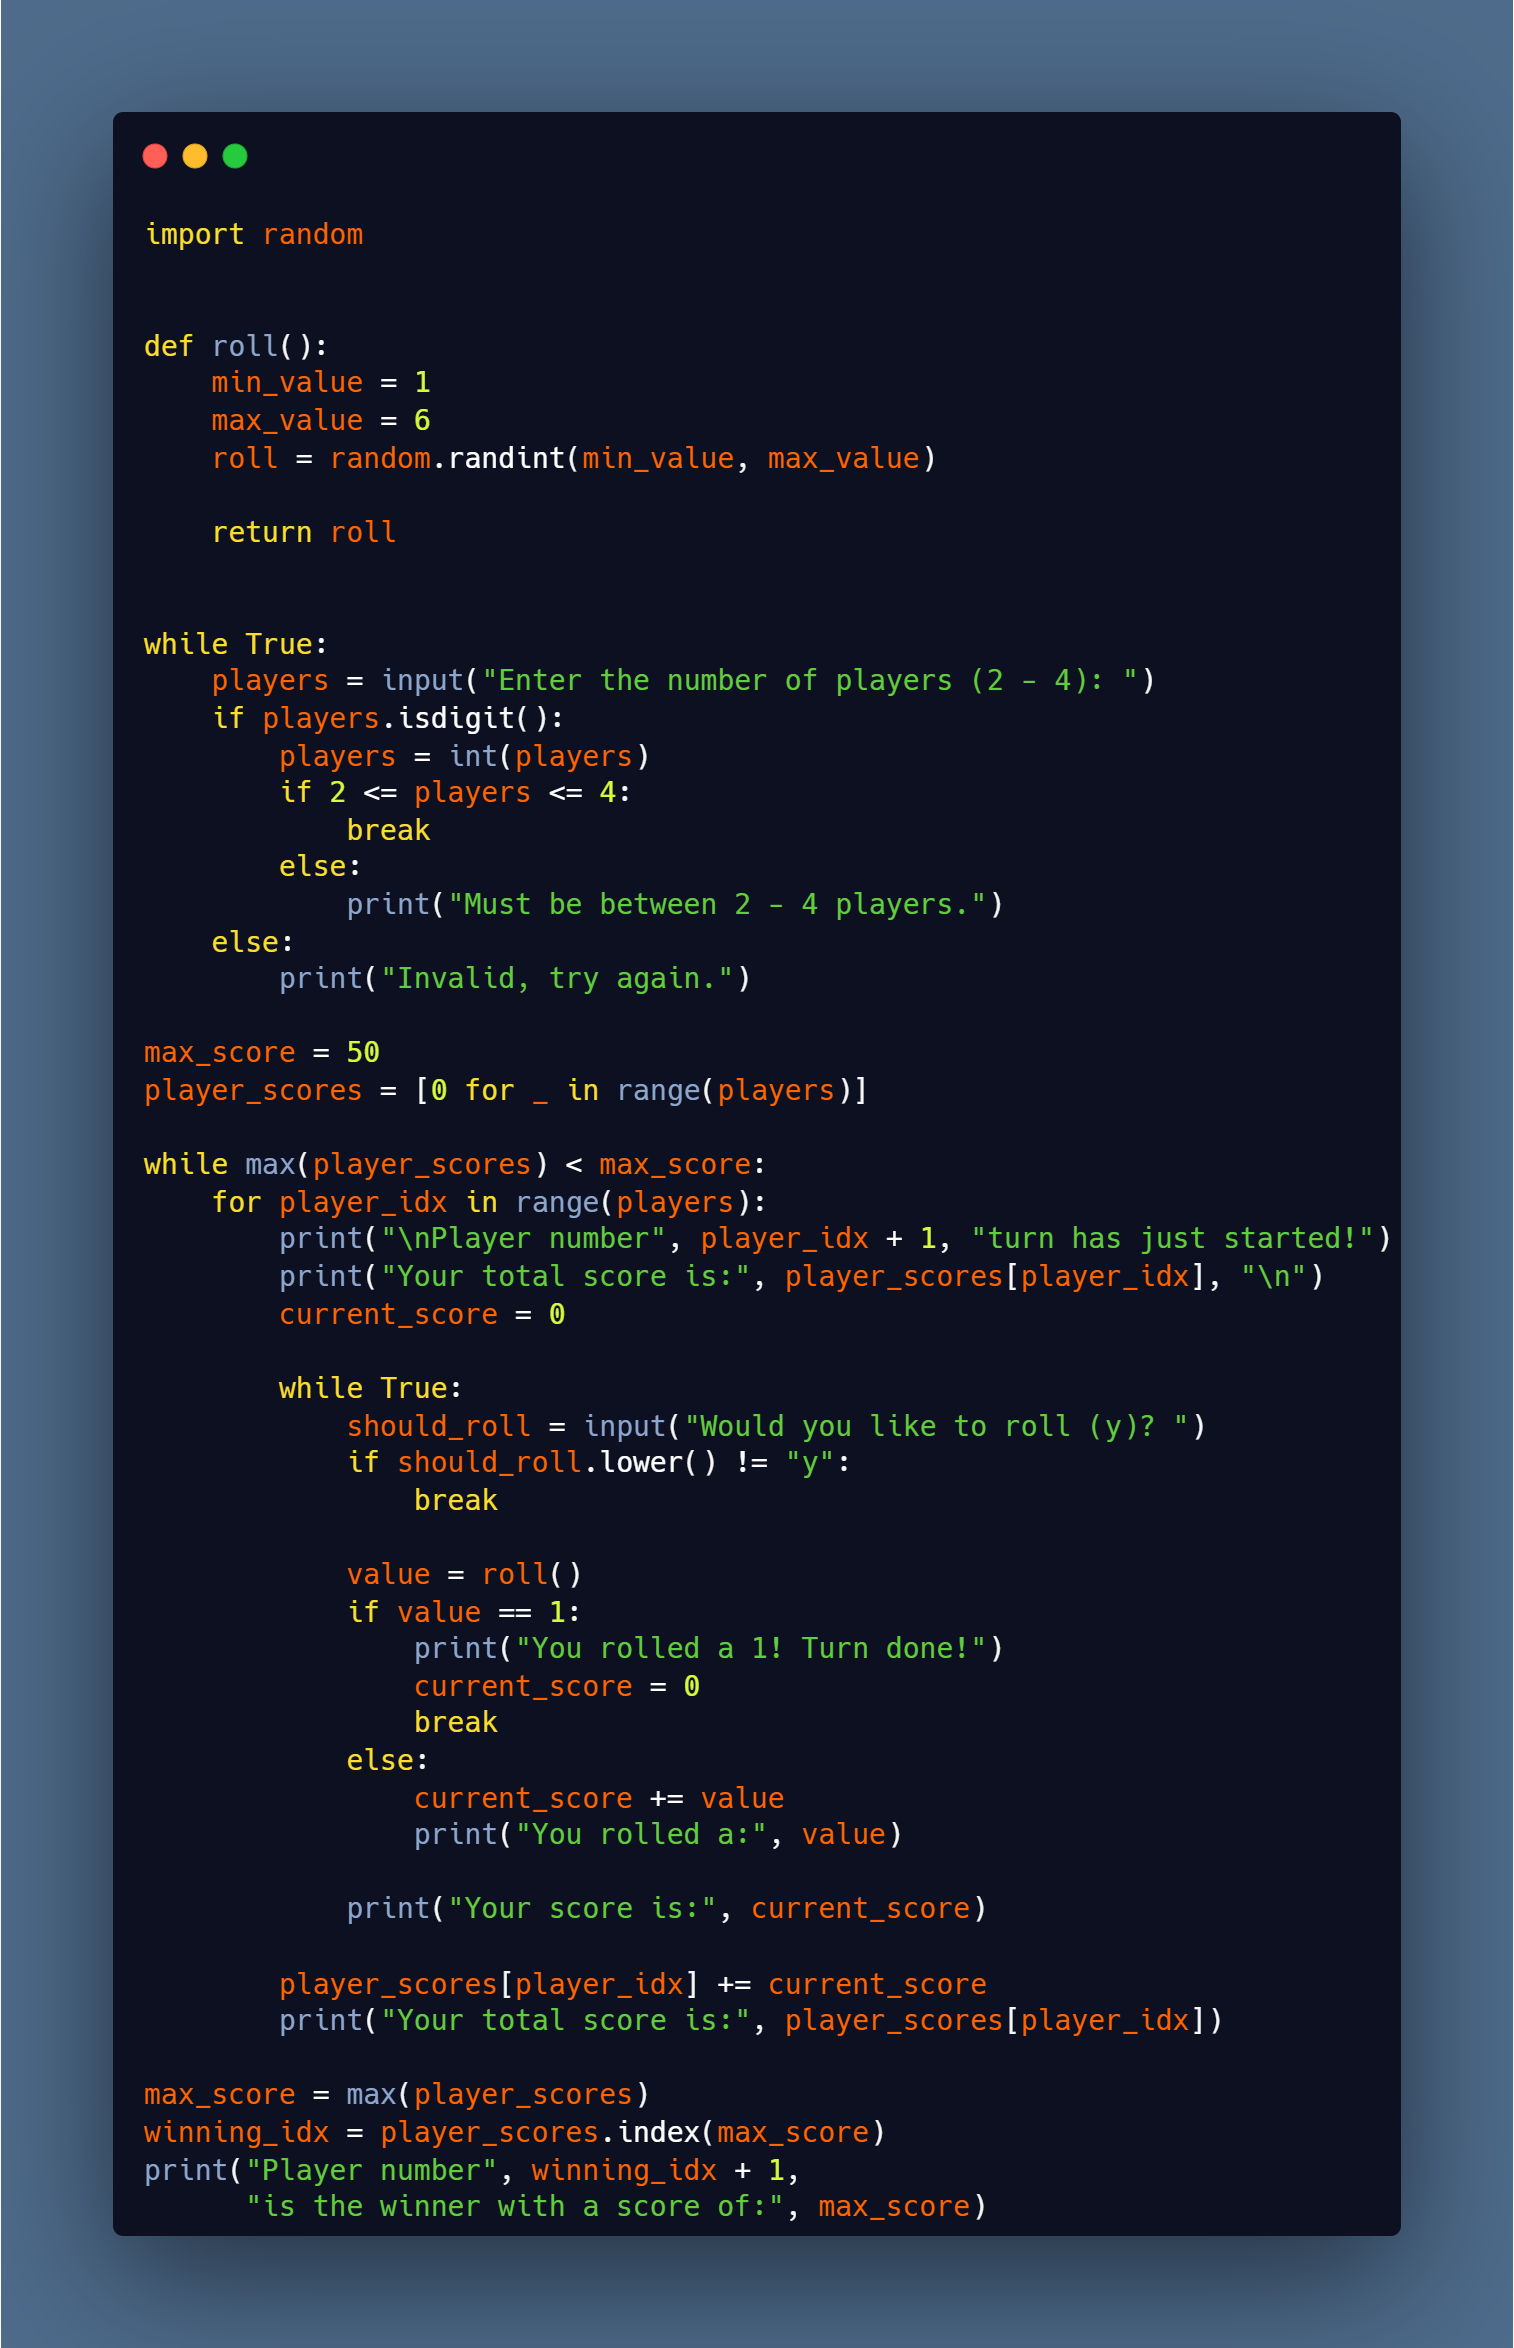 import random


def roll():
    min_value = 1
    max_value = 6
    roll = random.randint(min_value, max_value)

    return roll


while True:
    players = input("Enter the number of players (2 - 4): ")
    if players.isdigit():
        players = int(players)
        if 2 <= players <= 4:
            break
        else:
            print("Must be between 2 - 4 players.")
    else:
        print("Invalid, try again.")

max_score = 50
player_scores = [0 for _ in range(players)]

while max(player_scores) < max_score:
    for player_idx in range(players):
        print("\nPlayer number", player_idx + 1, "turn has just started!")
        print("Your total score is:", player_scores[player_idx], "\n")
        current_score = 0

        while True:
            should_roll = input("Would you like to roll (y)? ")
            if should_roll.lower() != "y":
                break

            value = roll()
            if value == 1:
                print("You rolled a 1! Turn done!")
                current_score = 0
                break
            else:
                current_score += value
                print("You rolled a:", value)

            print("Your score is:", current_score)

        player_scores[player_idx] += current_score
        print("Your total score is:", player_scores[player_idx])

max_score = max(player_scores)
winning_idx = player_scores.index(max_score)
print("Player number", winning_idx + 1,
      "is the winner with a score of:", max_score)